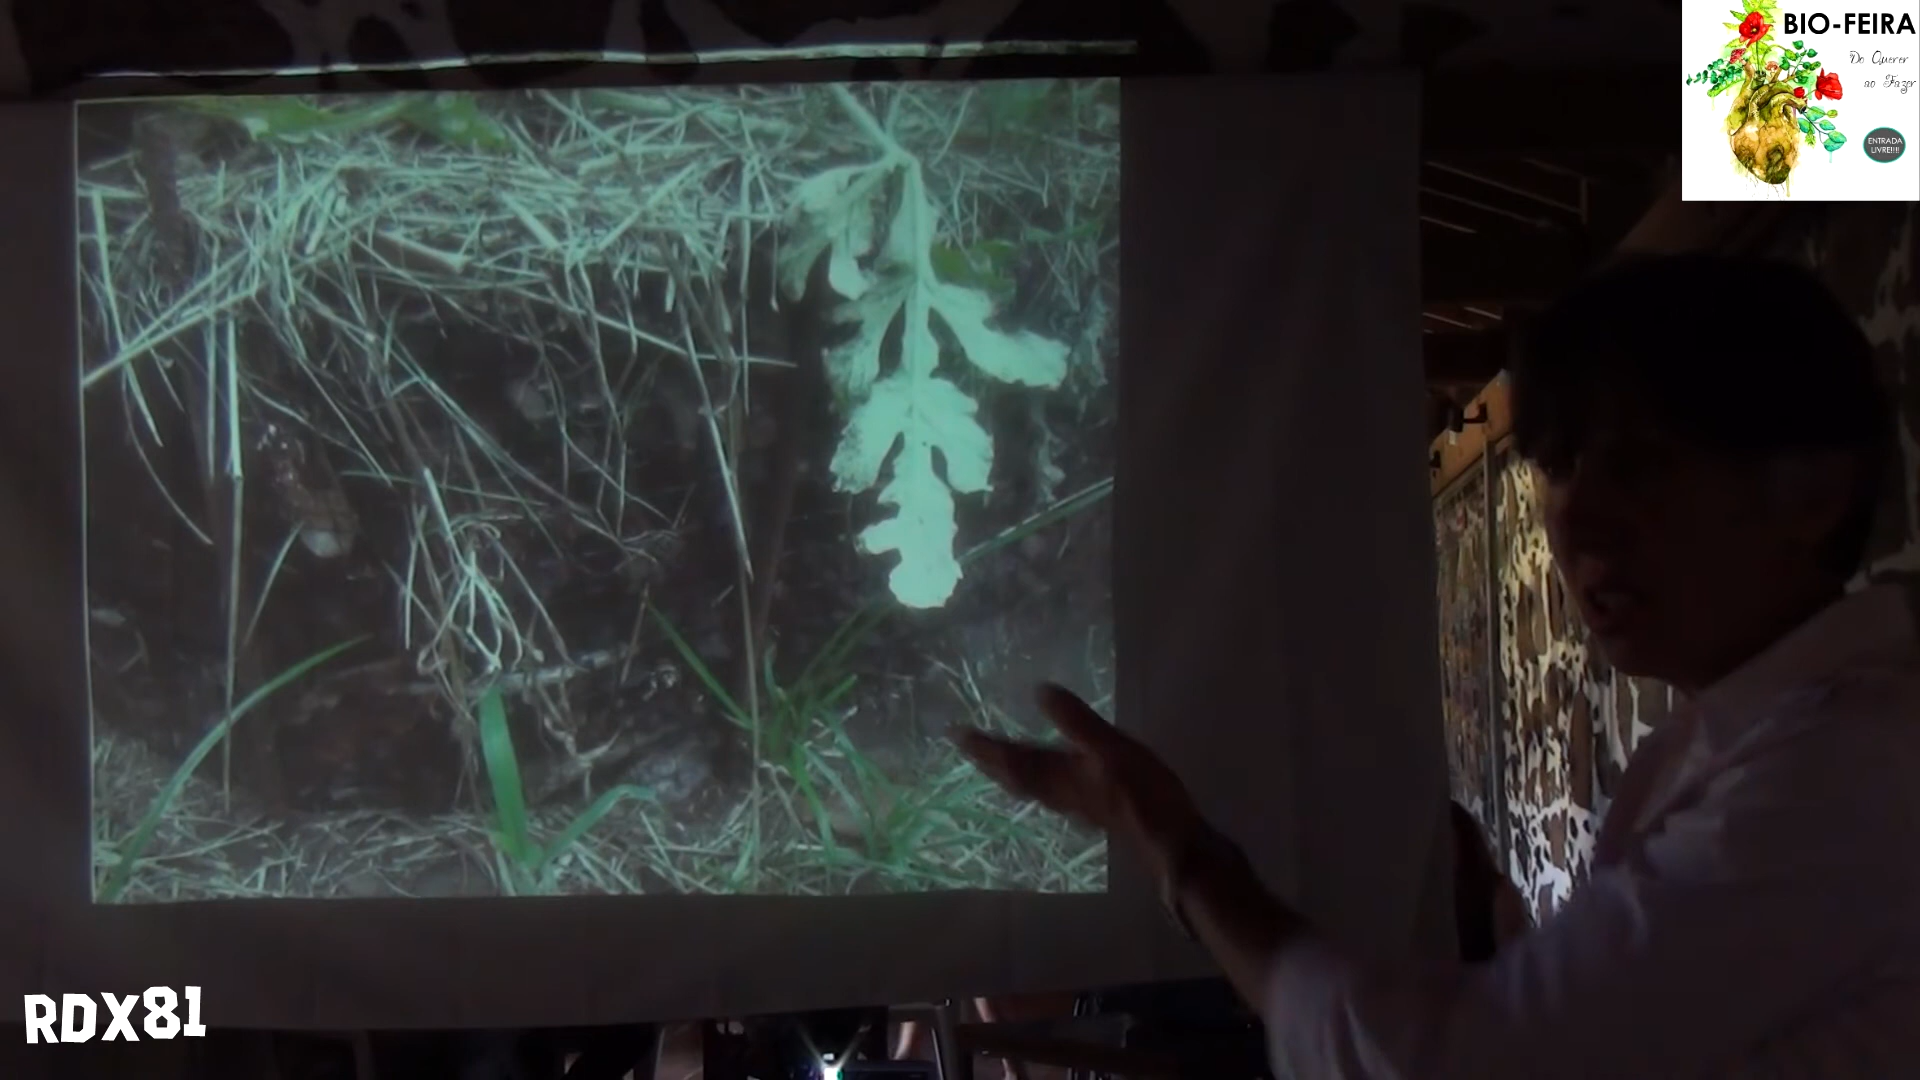 BIO-FEIRA
Do Querer
ao Fazer
ENTRADA
LIVRE!!!!
RDX81